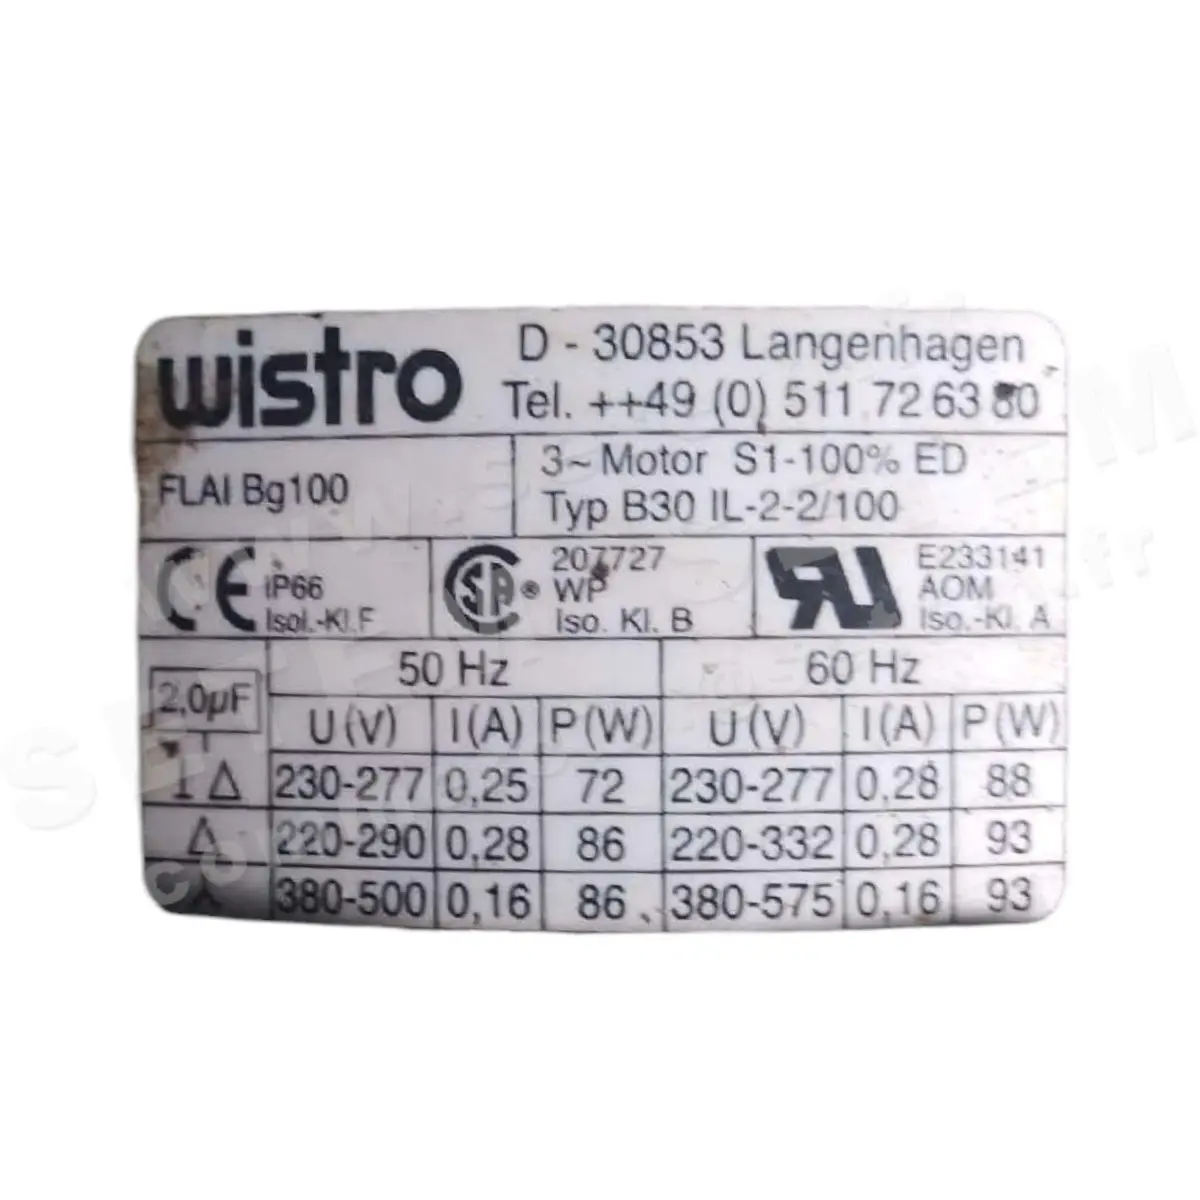 wistro
D - 30853 Langenhagen
Tel. ++49 (0) 511 72 63 80
FLAI Bg100
3~ Motor S1-100% ED
Typ B30 IL-2-2/100
CE IP66
Isol.-Kl.F
SA ® 207727
WP
Iso. Kl. B
RU E233141
AOM
Iso.-Kl. A
2,0µF
50 Hz 60 Hz
U (V) I(A) P(W) U (V) I(A) P(W)
1 Δ 230-277 0,25 72 230-277 0,28 88
Δ 220-290 0,28 86 220-332 0,28 93
380-500 0,16 86 380-575 0,16 93